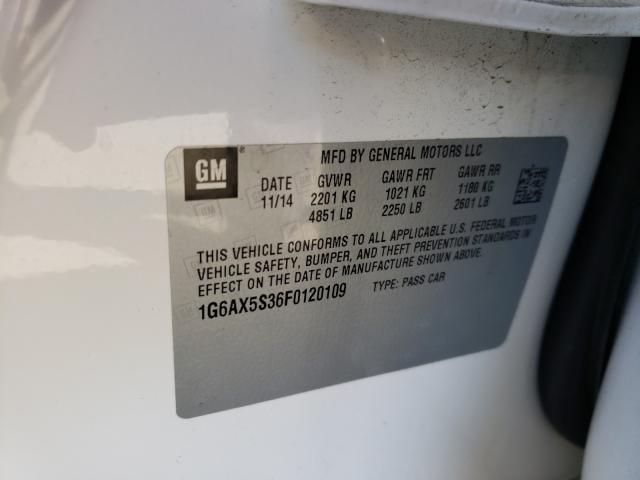 GM
MFD BY GENERAL MOTORS LLC
DATE GVWR GAWR FRT GAWR RR
11/14 2201 KG 1021 KG 1180 KG
4851 LB 2250 LB 2601 LB
THIS VEHICLE CONFORMS TO ALL APPLICABLE U.S. FEDERAL MOTOR
VEHICLE SAFETY, BUMPER, AND THEFT PREVENTION STANDARDS IN
EFFECT ON THE DATE OF MANUFACTURE SHOWN ABOVE.
1G6AX5S36F0120109 TYPE: PASS CAR